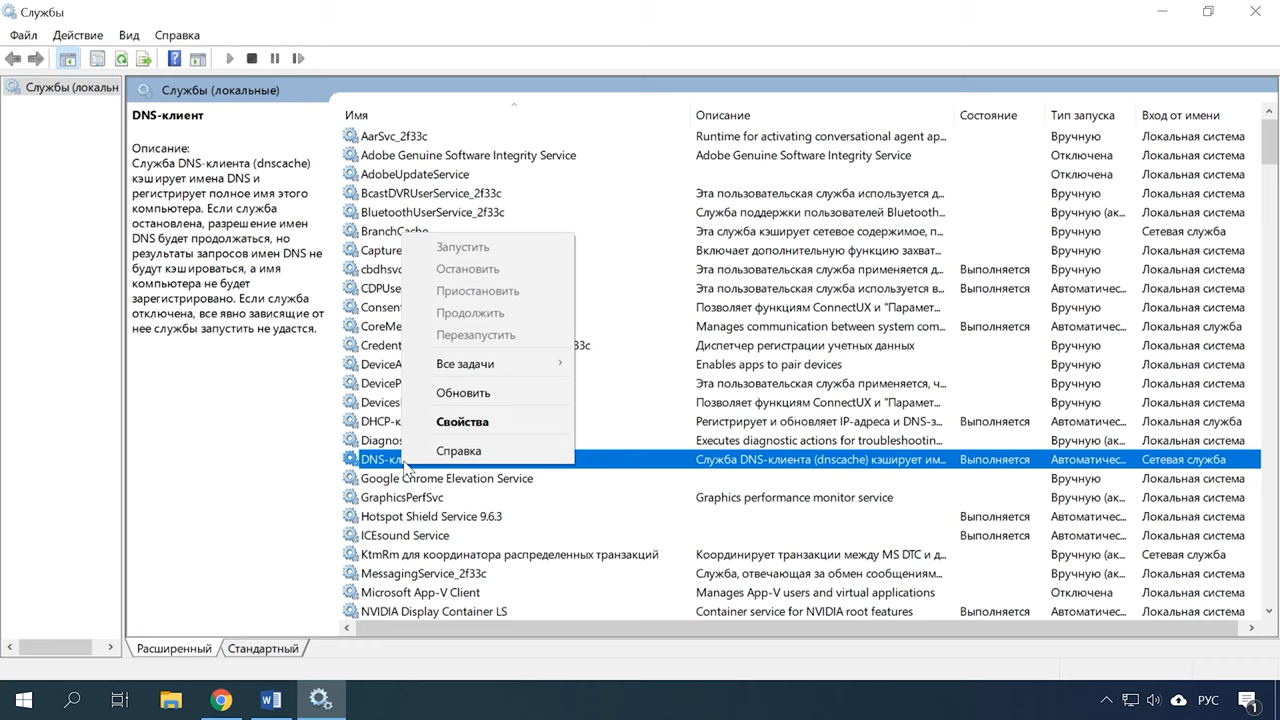 Службы
Файл Действие Вид Справка
Службы (локальн
Службы (локальные)
DNS-клиент
Описание:
Служба DNS-клиента (dnscache)
кэширует имена DNS и
регистрирует полное имя этого
компьютера. Если служба
остановлена, разрешение имен
DNS будет продолжаться, но
результаты запросов имен DNS не
будут кэшироваться, а имя
компьютера не будет
зарегистрировано. Если служба
отключена, все явно зависящие от
нее службы запустить не удастся.
Имя Описание Состояние Тип запуска Вход от имени
AarSvc_2f33c Runtime for activating conversational agent ap... Вручную Локальная система
Adobe Genuine Software Integrity Service Adobe Genuine Software Integrity Service Отключена Локальная система
AdobeUpdateService Отключена Локальная система
BcastDVRUserService_2f33c Эта пользовательская служба используется д... Вручную Локальная система
BluetoothUserService_2f33c Служба поддержки пользователей Bluetooth... Вручную (ак... Локальная система
BranchCache Эта служба кэширует сетевое содержимое, п... Вручную Сетевая служба
Capture Включает дополнительную функцию захват... Вручную Локальная система
cbdhsvc Эта пользовательская служба применяется д... Выполняется Вручную Локальная система
CDPUse Эта пользовательская служба используется в... Выполняется Автоматичес... Локальная система
Consent Позволяет функциям ConnectUX и "Парамет... Вручную Локальная система
CoreMe Manages communication between system com... Выполняется Автоматичес... Локальная служба
Credent 33c Диспетчер регистрации учетных данных Вручную Локальная система
DeviceA Enables apps to pair devices Вручную Локальная система
DeviceP Эта пользовательская служба применяется, ч... Вручную Локальная система
Devices Позволяет функциям ConnectUX и "Парамет... Вручную Локальная система
DHCP-к Регистрирует и обновляет IP-адреса и DNS-з... Выполняется Автоматичес... Локальная служба
Diagnos Executes diagnostic actions for troubleshootin... Вручную Локальная система
DNS-кл Служба DNS-клиента (dnscache) кэширует им... Выполняется Автоматичес... Сетевая служба
Google Chrome Elevation Service Вручную Локальная система
GraphicsPerfSvc Graphics performance monitor service Вручную Локальная система
Hotspot Shield Service 9.6.3 Выполняется Автоматичес... Локальная система
ICEsound Service Выполняется Автоматичес... Локальная система
KtmRm для координатора распределенных транзакций Координирует транзакции между MS DTC и д... Вручную (ак... Сетевая служба
MessagingService_2f33c Служба, отвечающая за обмен сообщениям... Вручную (ак... Локальная система
Microsoft App-V Client Manages App-V users and virtual applications Отключена Локальная система
NVIDIA Display Container LS Container service for NVIDIA root features Выполняется Автоматичес... Локальная система
Запустить
Остановить
Приостановить
Продолжить
Перезапустить
Все задачи
Обновить
Свойства
Справка
Расширенный Стандартный
РУС 1